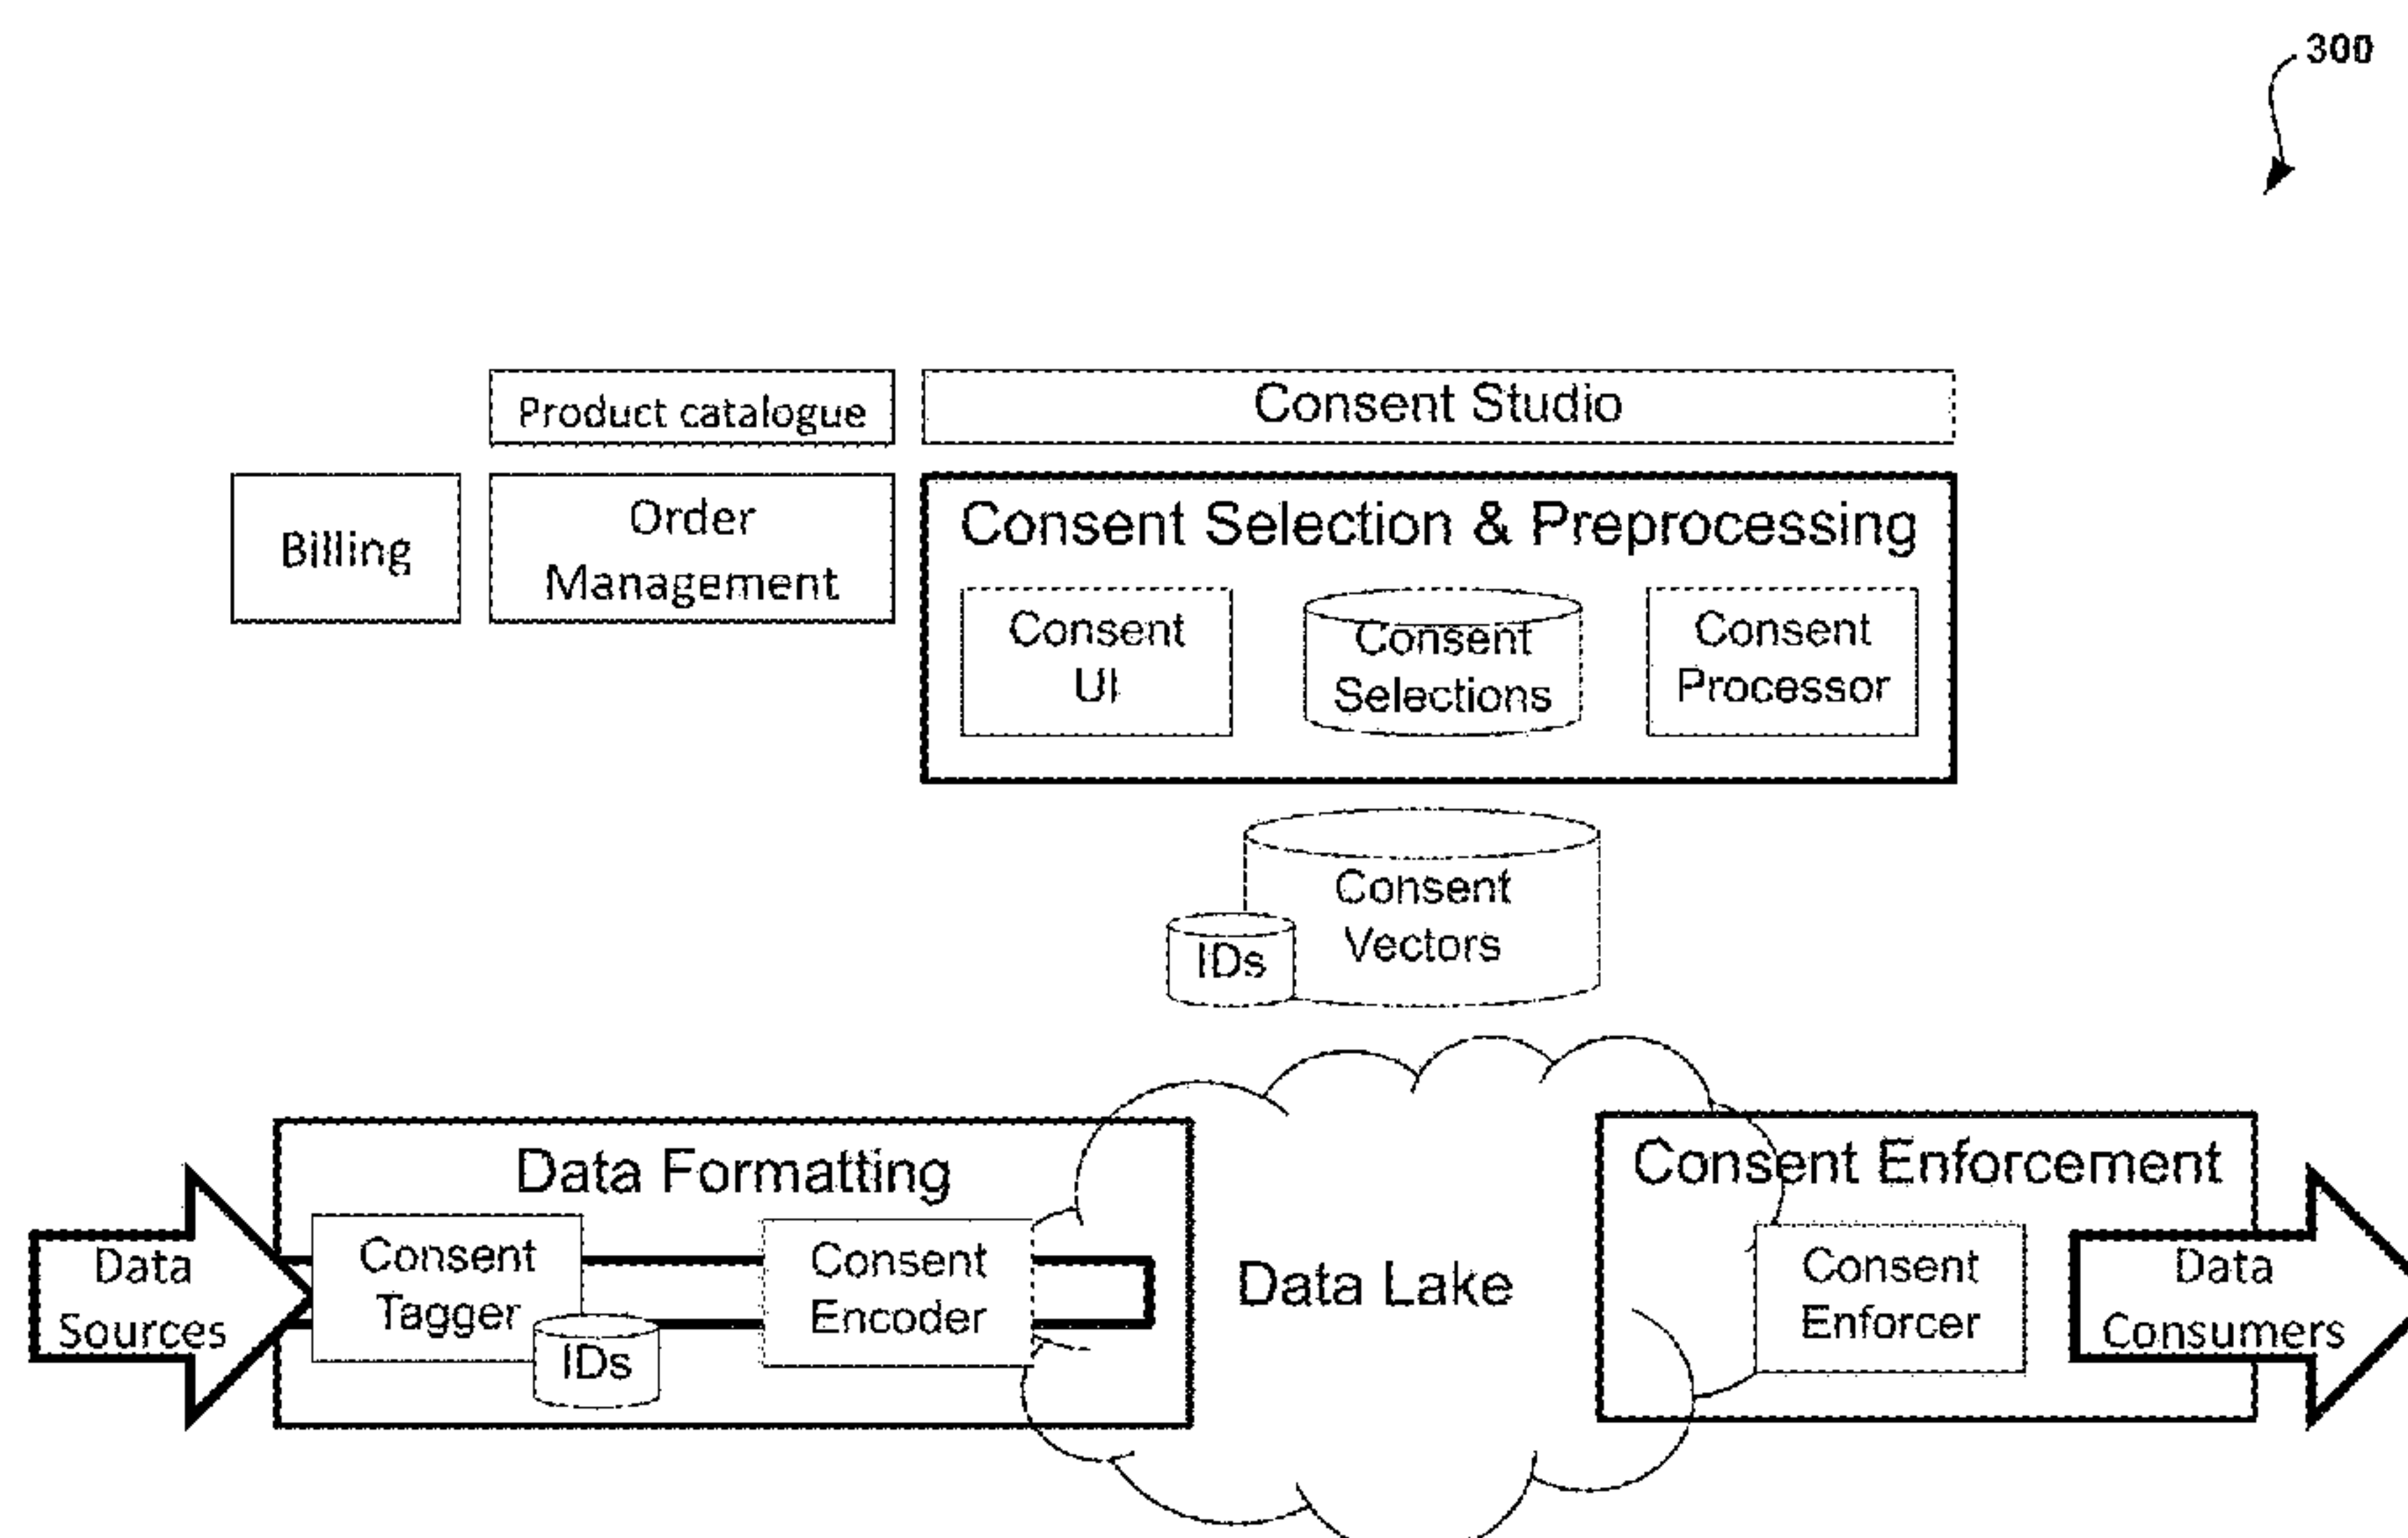 300
Product catalogue
Consent Studio
Billing
Order
Management
Consent Selection & Preprocessing
Consent
UI
Consent
Selections
Consent
Processor
Consent
Vectors
IDs
Data Formatting
Consent Enforcement
Data
Sources
Consent
Tagger
IDs
Consent
Encoder
Data Lake
Consent
Enforcer
Data
Consumers